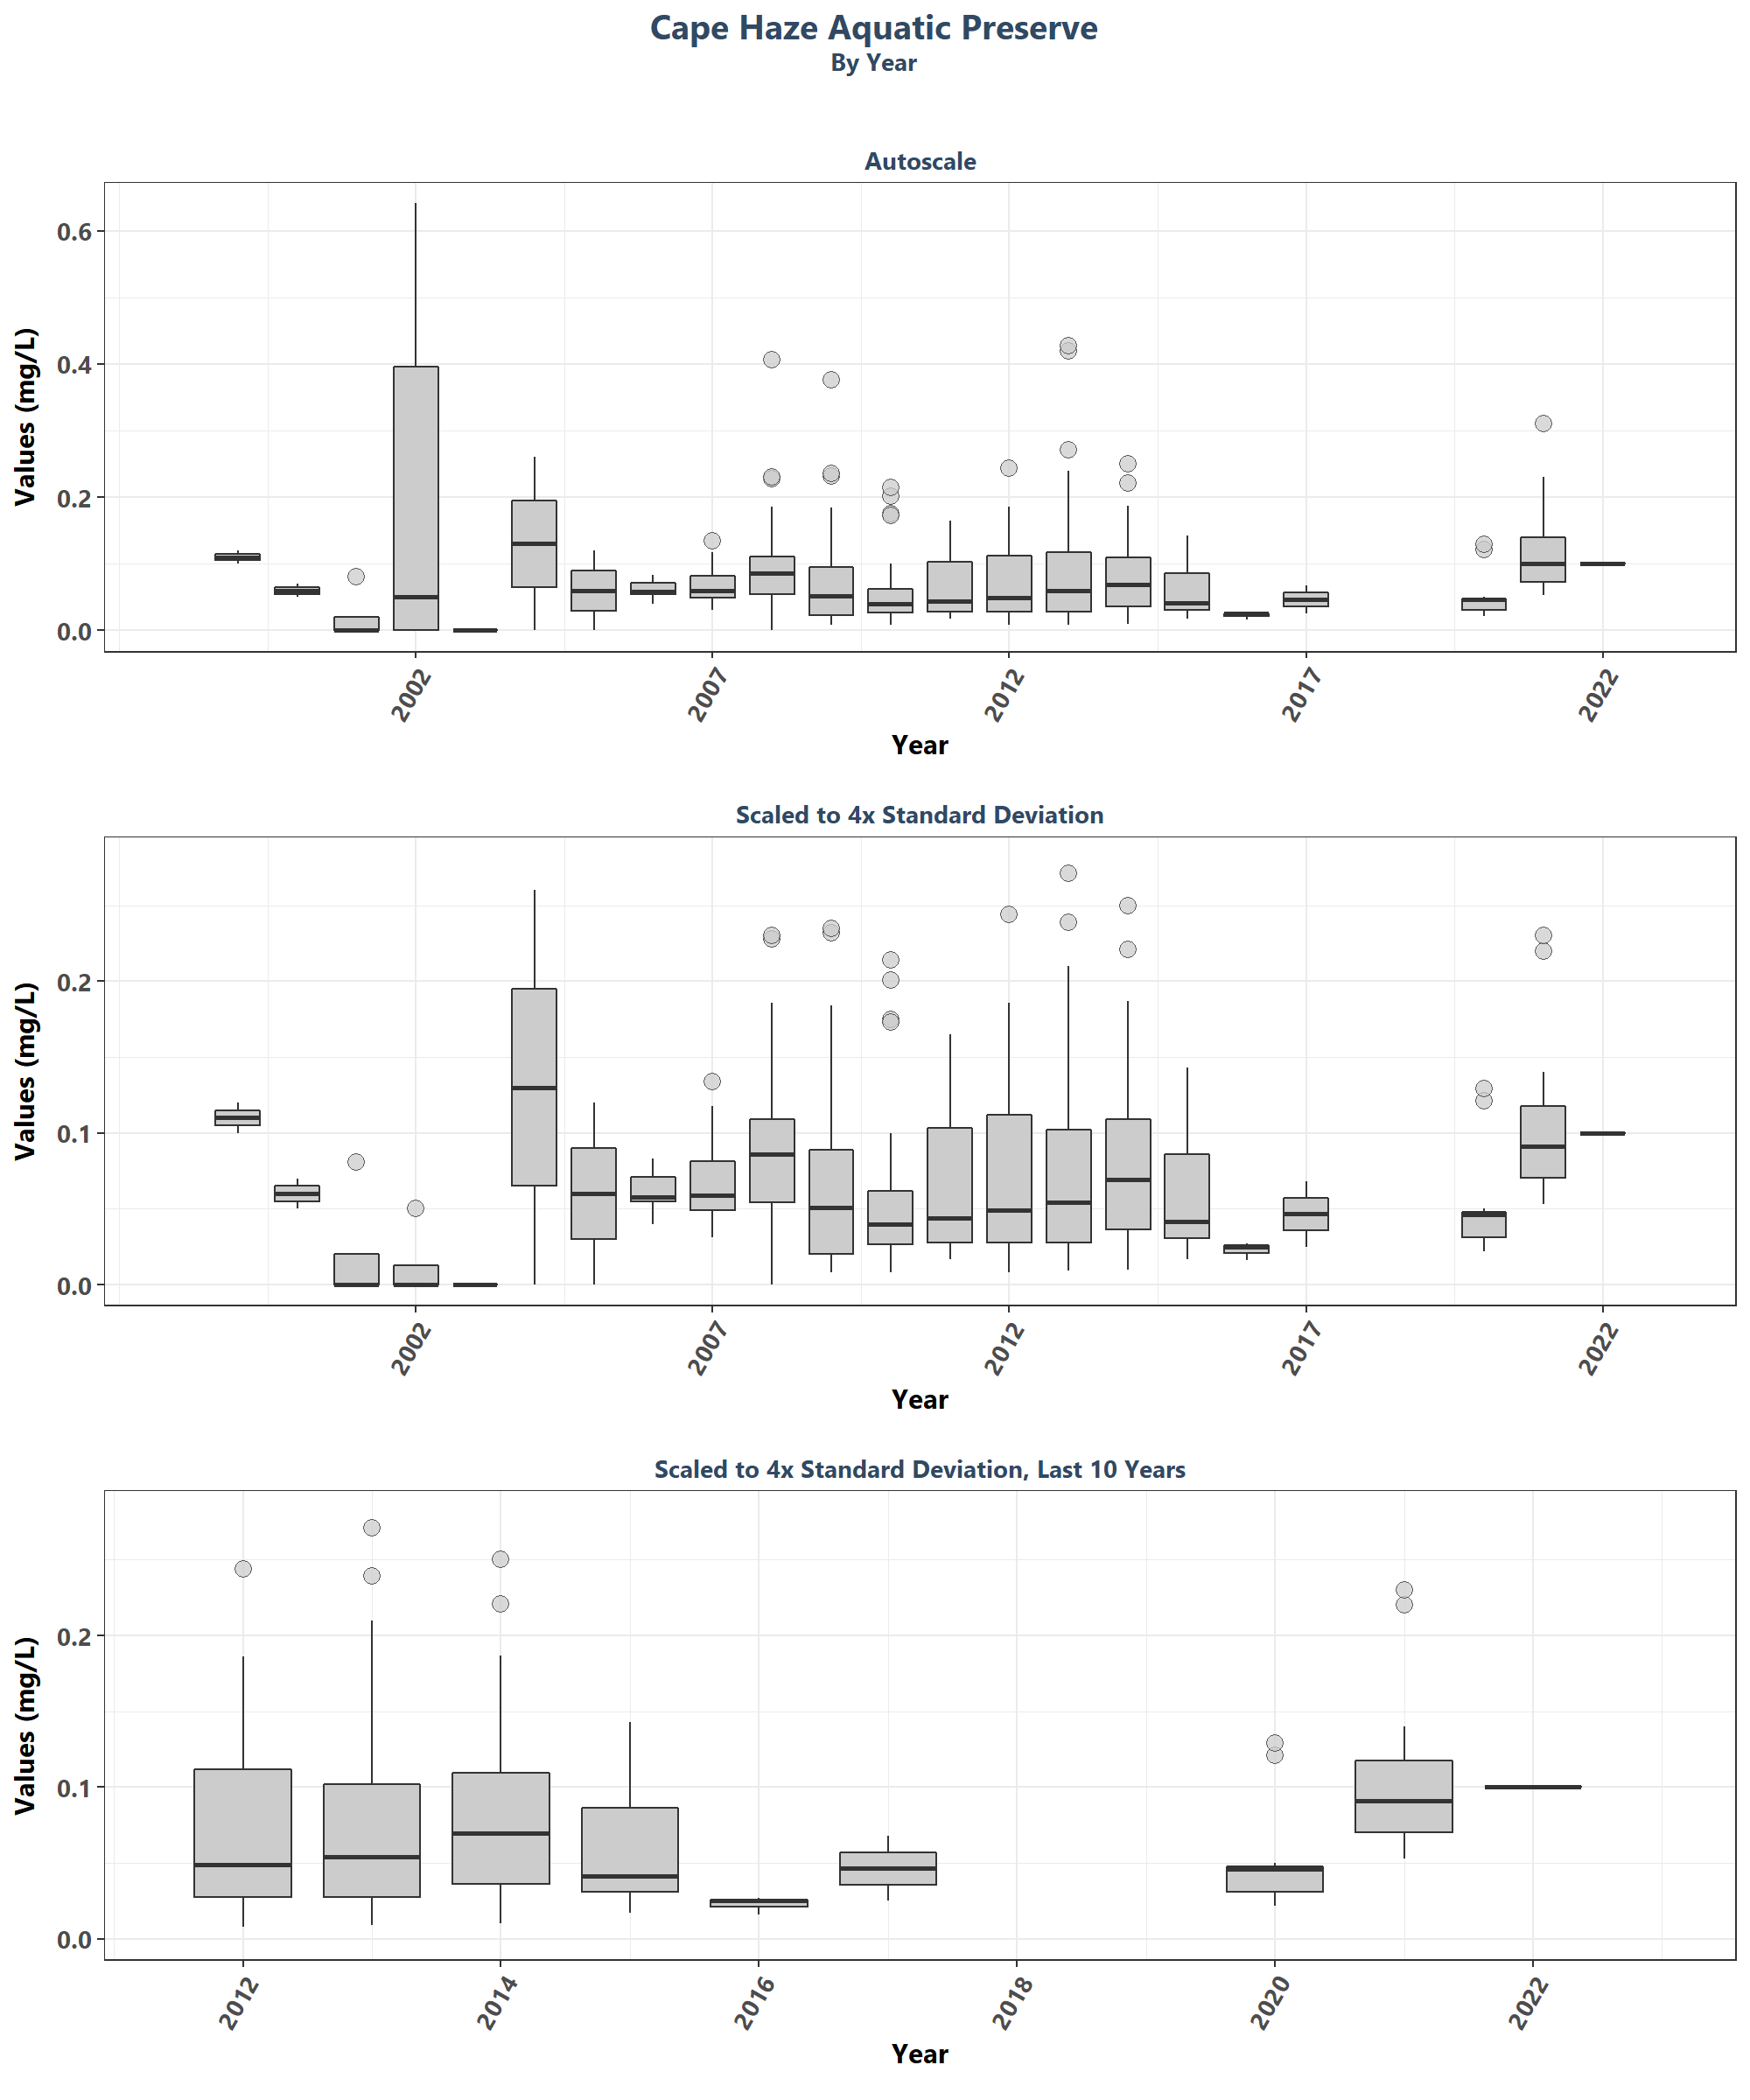 Cape Haze Aquatic Preserve
By Year
Autoscale
Values (mg/L)
0.6
0.4
0.2
0.0
2002
2007
2012
2017
2022
Year
Scaled to 4x Standard Deviation
Values (mg/L)
0.2
0.1
0.0
2002
2007
2012
2017
2022
Year
Scaled to 4x Standard Deviation, Last 10 Years
Values (mg/L)
0.2
0.1
0.0
2012
2014
2016
2018
2020
2022
Year